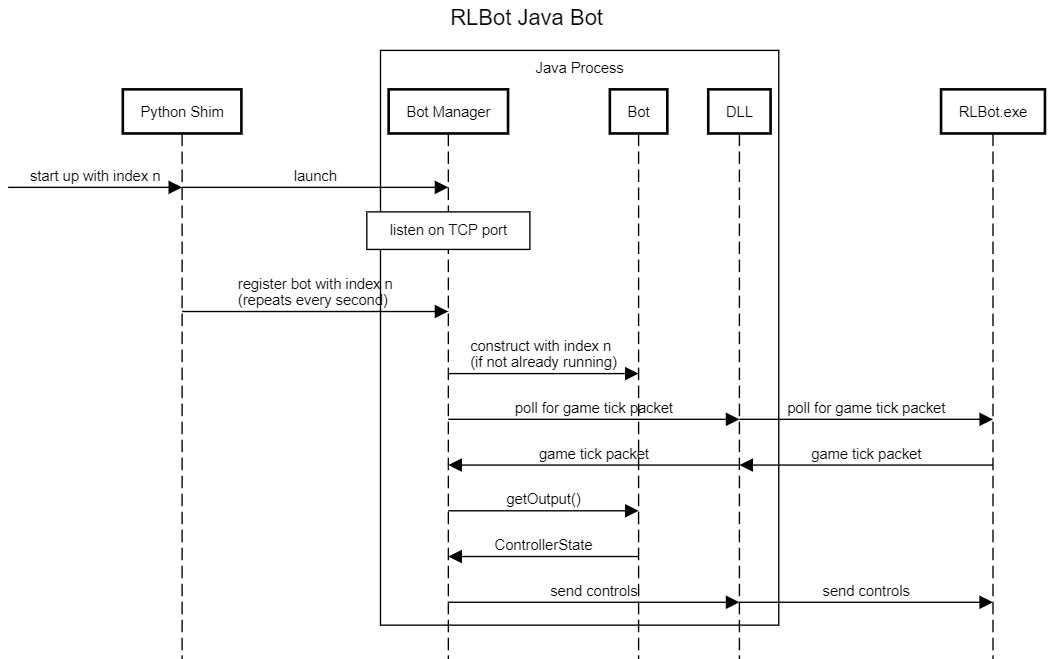 RLBot Java Bot
Java Process
Python Shim
Bot Manager
Bot
DLL
RLBot.exe
start up with index n
launch
listen on TCP port
register bot with index n
(repeats every second)
construct with index n
(if not already running)
poll for game tick packet
poll for game tick packet
game tick packet
game tick packet
getOutput()
ControllerState
send controls
send controls